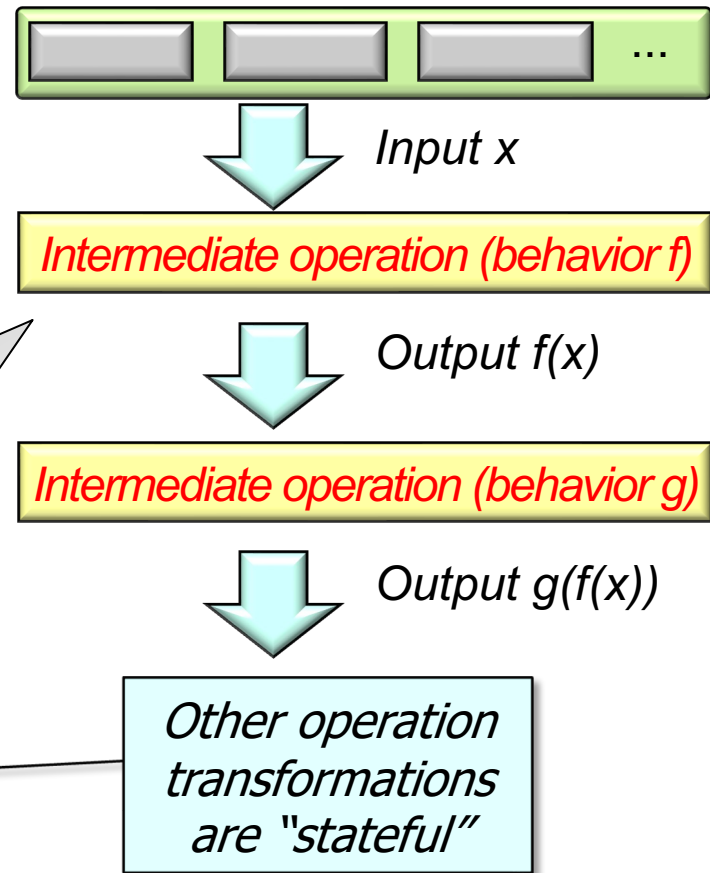 ...
Input x
Intermediate operation (behavior f)
Output f(x)
Intermediate operation (behavior g)
Output g(f(x))
Other operation
transformations
are “stateful”